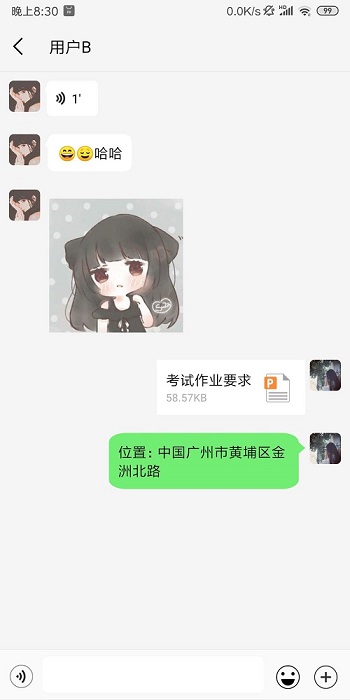 晚上8:30
0.0K/s
HD
99
用户B
1'
😄😌哈哈
考试作业要求
P
58.57KB
位置：中国广州市黄埔区金
洲北路